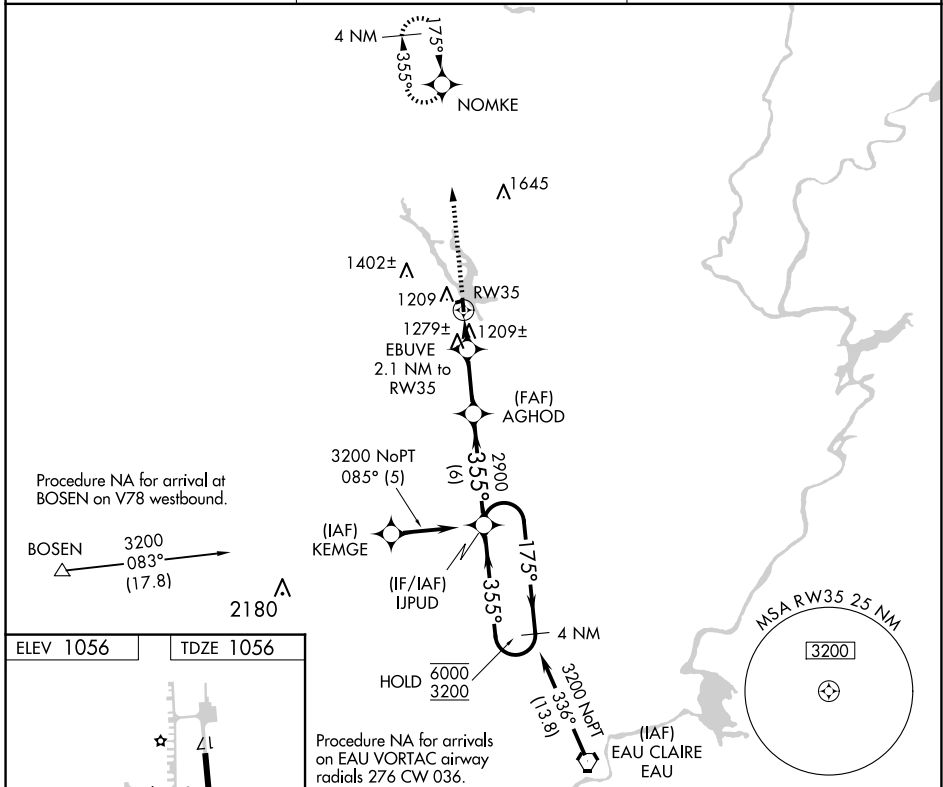 4 NM
175°
355°
NOMKE
1645
1402±
1209
RW35
1279±
1209±
EBUVE
2.1 NM to
RW35
(FAF)
AGHOD
3200 NoPT
085° (5)
2900
355°
(6)
Procedure NA for arrival at
BOSEN on V78 westbound.
BOSEN
3200
083°
(17.8)
(IAF)
KEMGE
(IF/IAF)
IJPUD
175°
355°
4 NM
2180
HOLD
6000
3200
3200 NoPT
336°
(13.8)
(IAF)
EAU CLAIRE
EAU
MSA RW35 25 NM
3200
ELEV 1056
TDZE 1056
17
Procedure NA for arrivals
on EAU VORTAC airway
radials 276 CW 036.